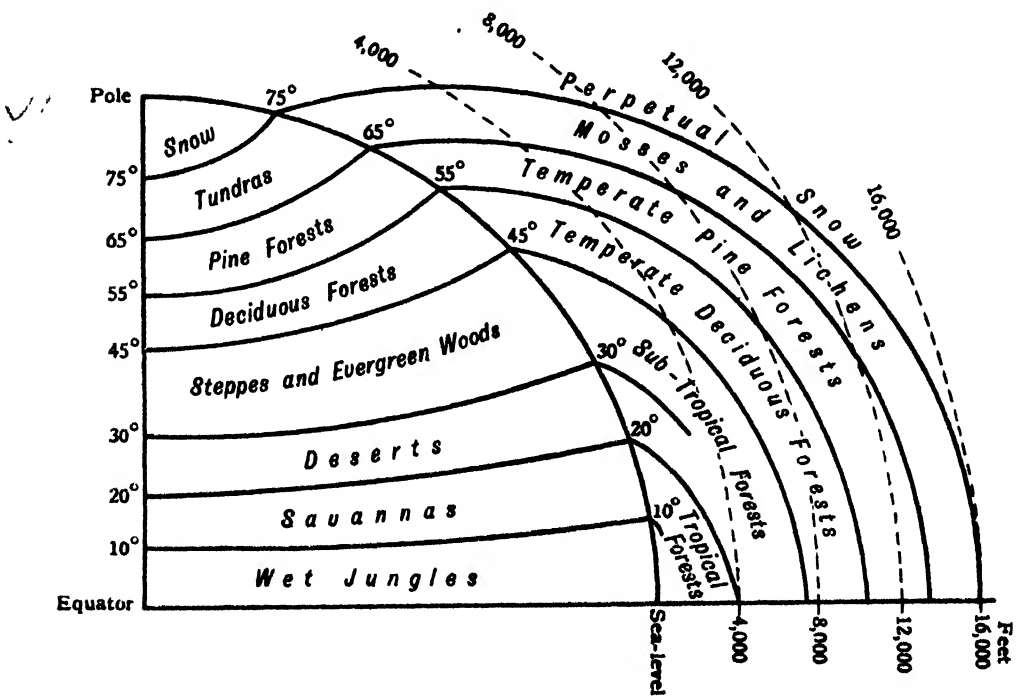 4,000
8,000
12,000
16,000
Pole
75°
65°
55°
45°
30°
20°
10°
Equator
75°
65°
55°
45°
30°
20°
10°
Snow
Tundras
Pine Forests
Deciduous Forests
Steppes and Evergreen Woods
Deserts
Savannas
Wet Jungles
Perpetual Snow
Mosses and Lichens
Temperate Pine Forests
Temperate Deciduous Forests
Sub-Tropical Forests
Tropical
Forests
Sea-level
4,000
8,000
12,000
16,000
Feet